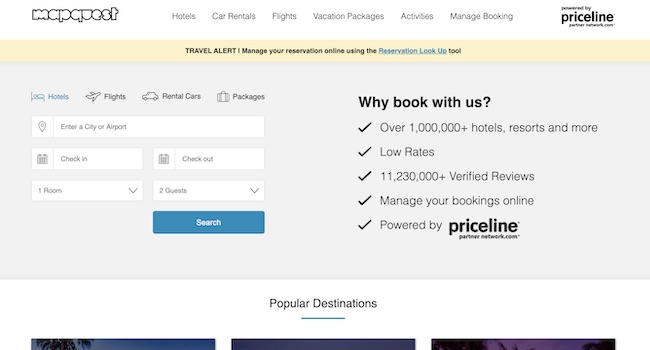 mapquest
Hotels Car Rentals Flights Vacation Packages Activities Manage Booking
powered by
priceline
partner network.com
TRAVEL ALERT | Manage your reservation online using the Reservation Look Up tool
Hotels Flights Rental Cars Packages
Enter a City or Airport
Check in Check out
1 Room 2 Guests
Search
Why book with us?
Over 1,000,000+ hotels, resorts and more
Low Rates
11,230,000+ Verified Reviews
Manage your bookings online
Powered by priceline
partner network.com
Popular Destinations